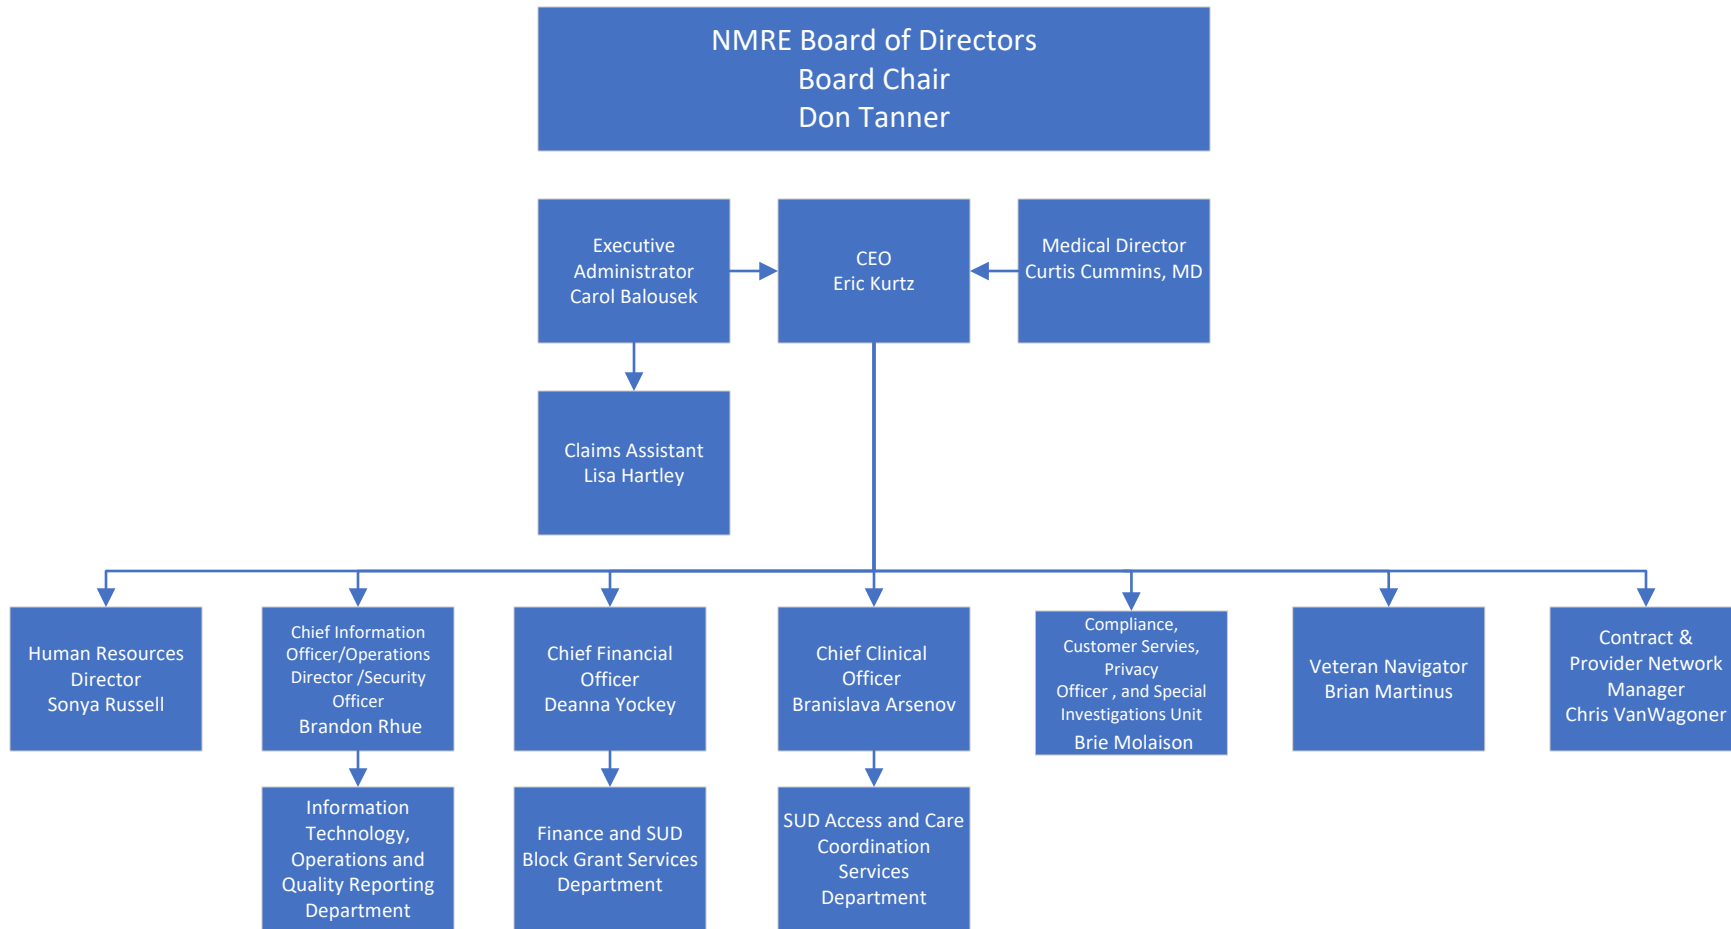 NMRE Board of Directors
Board Chair
Don Tanner
Executive
Administrator
Carol Balousek
CEO
Eric Kurtz
Medical Director
Curtis Cummins, MD
Claims Assistant
Lisa Hartley
Human Resources
Director
Sonya Russell
Chief Information
Officer/Operations
Director /Security
Officer
Brandon Rhue
Chief Financial
Officer
Deanna Yockey
Chief Clinical
Officer
Branislava Arsenov
Compliance,
Customer Servies,
Privacy
Officer , and Special
Investigations Unit
Brie Molaison
Veteran Navigator
Brian Martinus
Contract &
Provider Network
Manager
Chris VanWagoner
Information
Technology,
Operations and
Quality Reporting
Department
Finance and SUD
Block Grant Services
Department
SUD Access and Care
Coordination
Services
Department